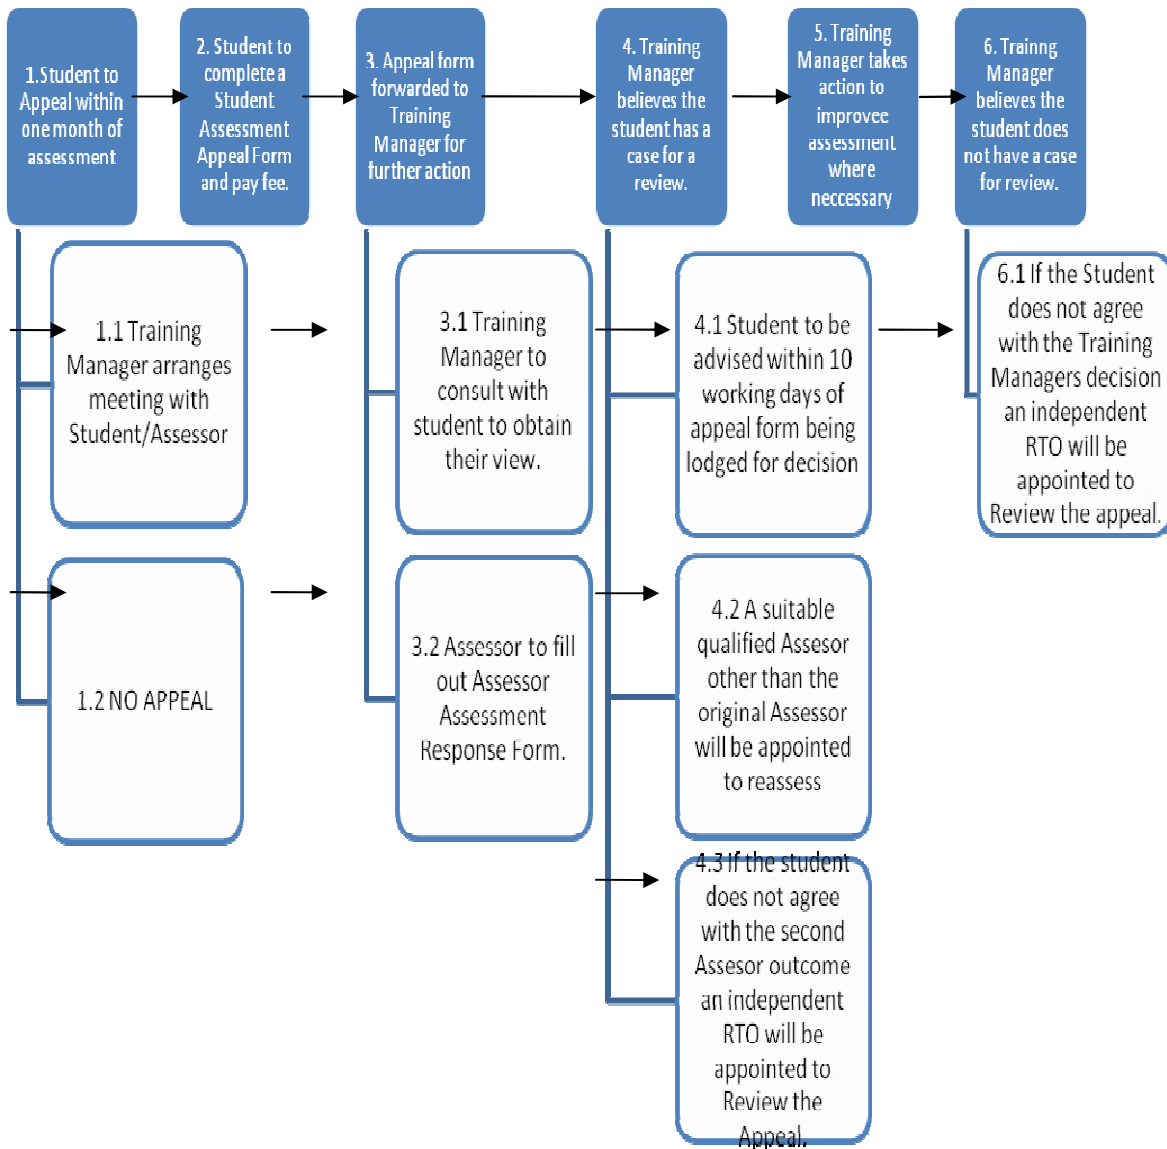 1.Student to
Appeal within
one month of
assessment
2. Student to
complete a
Student
Assessment
Appeal Form
and pay fee.
3. Appeal form
forwarded to
Training
Manager for
further action
4. Training
Manager
believes the
student has a
case for a
review.
5. Training
Manager takes
action to
improvee
assessment
where
neccessary
6. Trainng
Manager
believes the
student does
not have a case
for review.
1.1 Training
Manager arranges
meeting with
Student/Assessor
1.2 NO APPEAL
3.1 Training
Manager to
consult with
student to obtain
their view.
3.2 Assessor to fill
out Assessor
Assessment
Response Form.
4.1 Student to be
advised within 10
working days of
appeal form being
lodged for decision
4.2 A suitable
qualified Assesor
other than the
original Assessor
will be appointed
to reassess
4.3 If the student
does not agree
with the second
Assesor outcome
an independent
RTO will be
appointed to
Review the
Appeal.
6.1 If the Student
does not agree
with the Training
Managers decision
an independent
RTO will be
appointed to
Review the appeal.